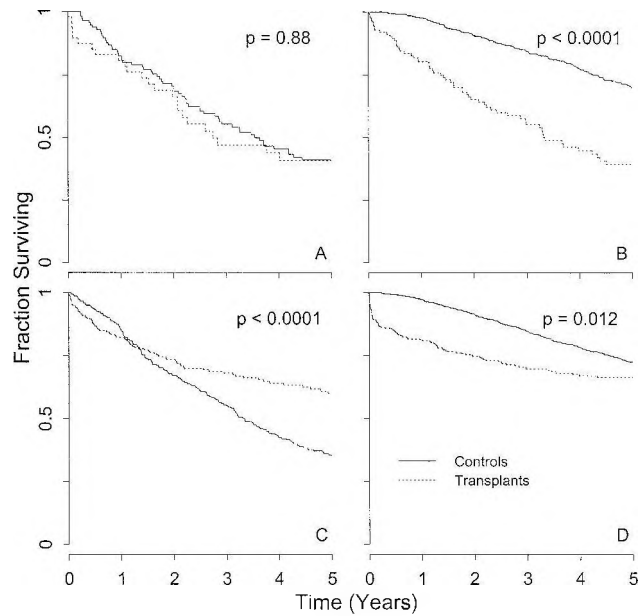 p = 0.88
p < 0.0001
1
0.5
0
A
B
Fraction Surviving
p < 0.0001
p = 0.012
1
0.5
0
Controls
Transplants
C
D
0 1 2 3 4 5
0 1 2 3 4 5
Time (Years)